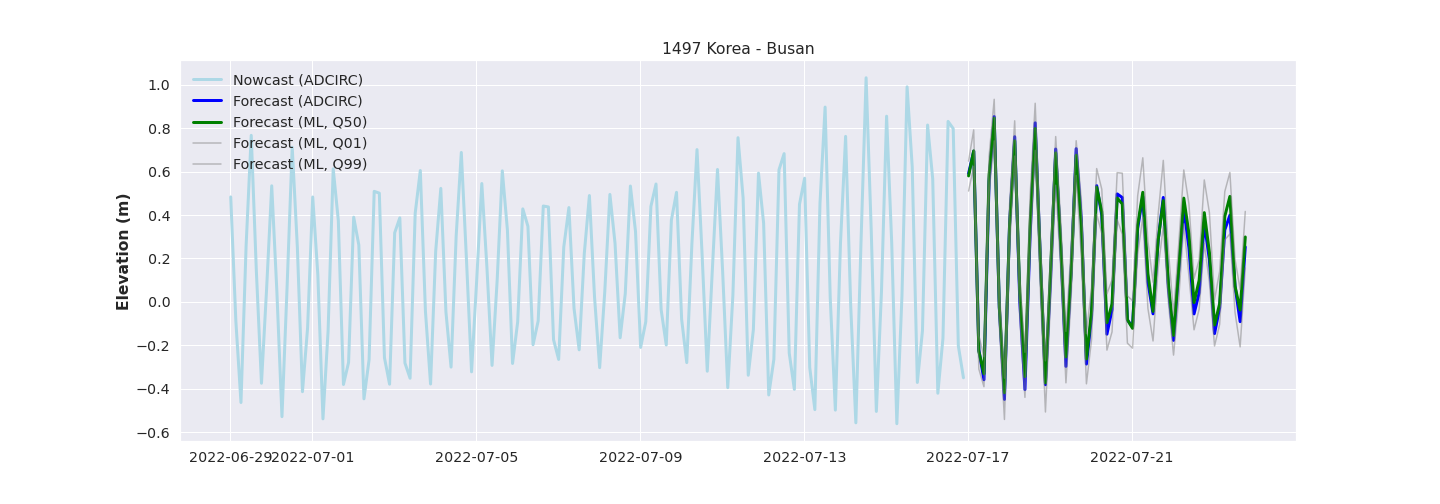 1497 Korea - Busan
Nowcast (ADCIRC)
Forecast (ADCIRC)
Forecast (ML, Q50)
Forecast (ML, Q01)
Forecast (ML, Q99)
Elevation (m)
1.0
0.8
0.6
0.4
0.2
0.0
−0.2
−0.4
−0.6
2022-06-29 2022-07-01 2022-07-05 2022-07-09 2022-07-13 2022-07-17 2022-07-21